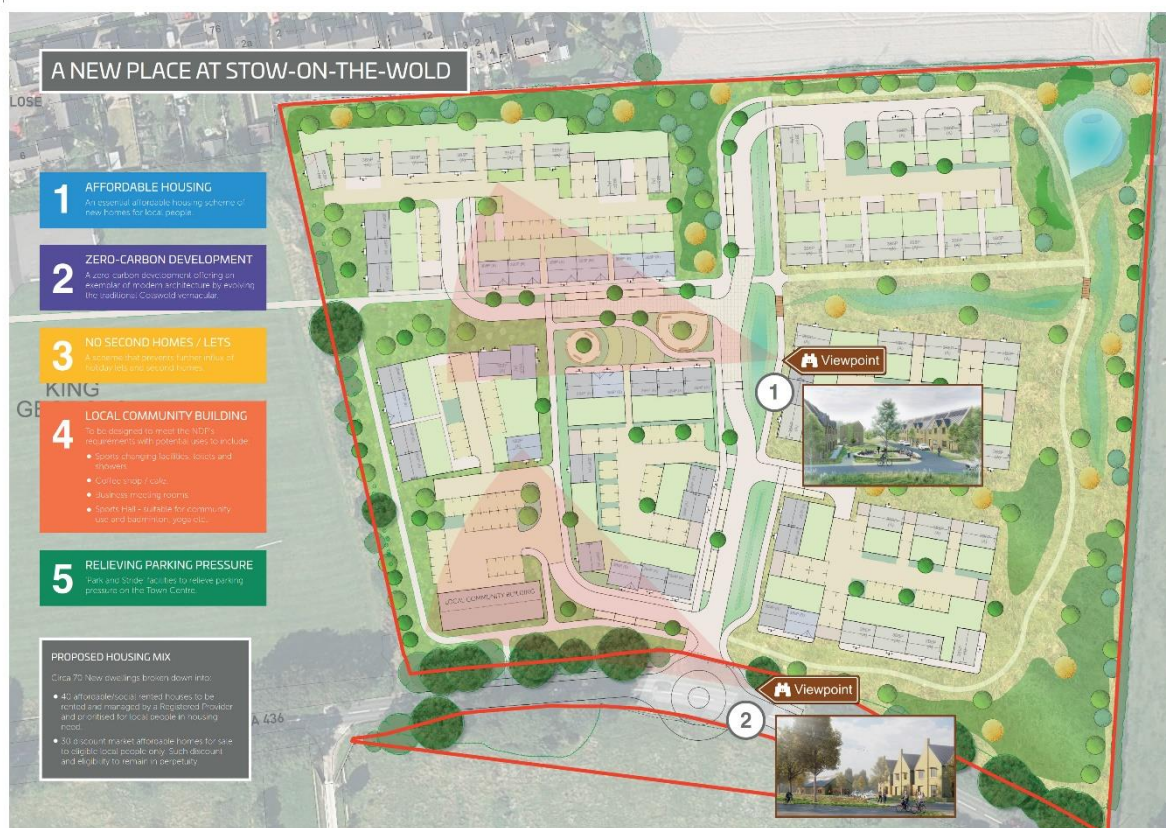 A NEW PLACE AT STOW-ON-THE-WOLD
1
AFFORDABLE HOUSING
An essential affordable housing scheme of
new homes for local people.
2
ZERO-CARBON DEVELOPMENT
A zero carbon development offering an
exemplar of modern architecture by evolving
the traditional Cotswold vernacular.
3
NO SECOND HOMES / LETS
A scheme that prevents further influx of
holiday lets and second homes.
KING
4
LOCAL COMMUNITY BUILDING
To be designed to meet the NDP's
requirements with potential uses to include:
• Sports changing facilities, toilets and
showers.
• Coffee shop / cafe.
• Business meeting rooms.
• Sports Hall - suitable for community
use and badminton, yoga etc.
5
RELIEVING PARKING PRESSURE
'Park and Stride' facilities to relieve parking
pressure on the Town Centre.
PROPOSED HOUSING MIX
Circa 70 New dwellings broken down into:
• 40 affordable/social rented houses to be
rented and managed by a Registered Provider
and prioritised for local people in housing
need.
• 30 discount market affordable homes for sale
to eligible local people only. Such discount
and eligibility to remain in perpetuity.
A 436
LOCAL COMMUNITY BUILDING
Viewpoint
1
Viewpoint
2